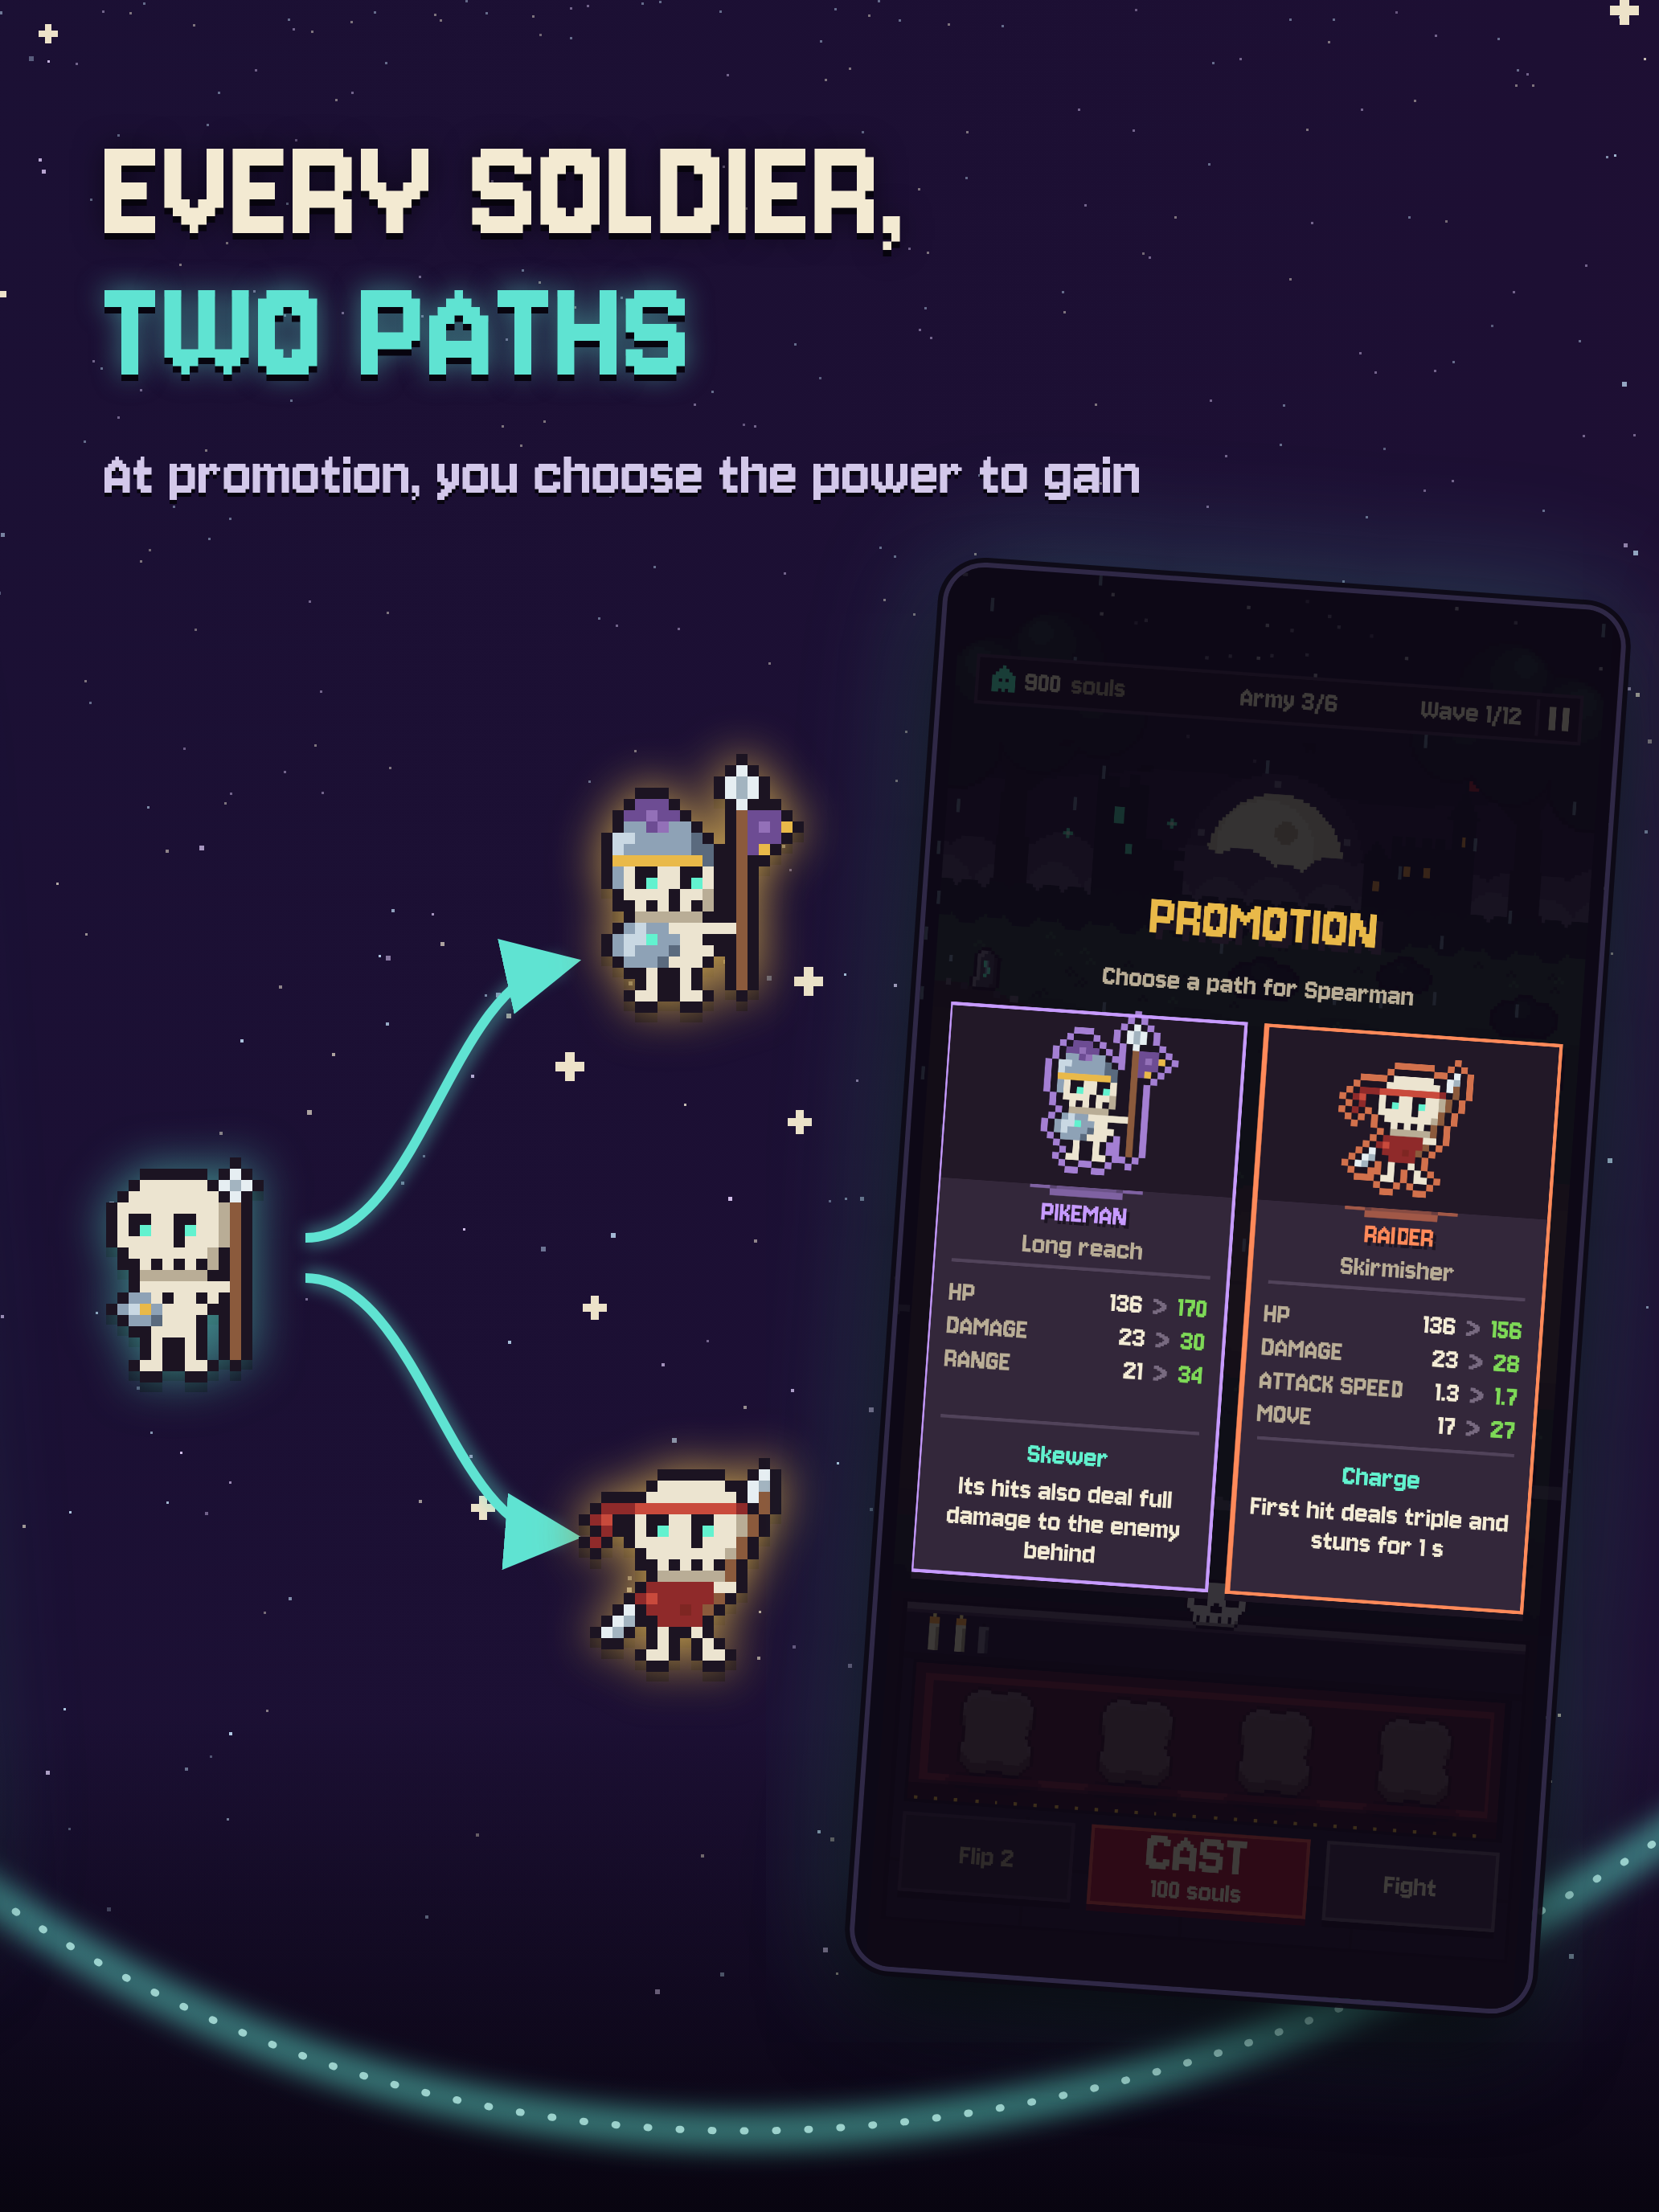 EVERY SOLDIER,
TWO PATHS
At promotion, you choose the power to gain
900 souls
Army 3/6
Wave 1/12
PROMOTION
Choose a path for Spearman
PIKEMAN
Long reach
HP 136 > 170
DAMAGE 23 > 30
RANGE 21 > 34
Skewer
Its hits also deal full
damage to the enemy
behind
RAIDER
Skirmisher
HP 136 > 156
DAMAGE 23 > 28
ATTACK SPEED 1.3 > 1.7
MOVE 17 > 27
Charge
First hit deals triple and
stuns for 1 s
Flip 2
CAST
100 souls
Fight